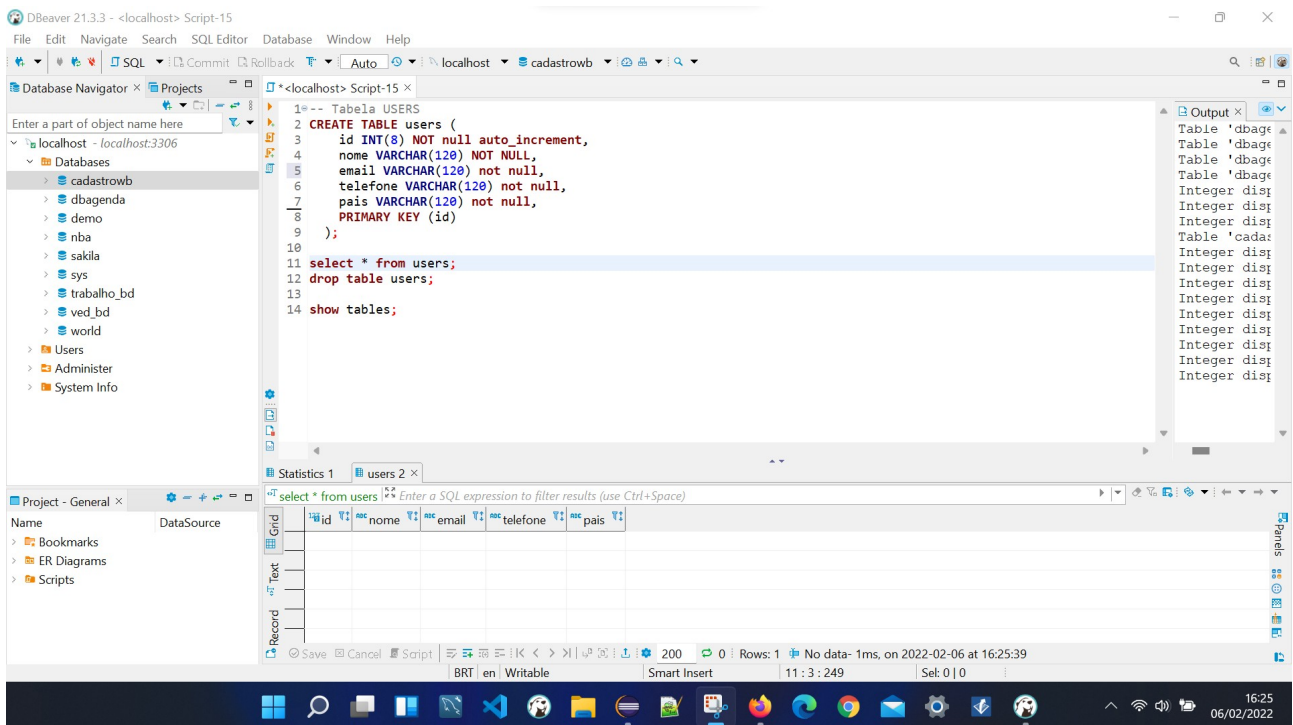 DBeaver 21.3.3 - <localhost> Script-15
File Edit Navigate Search SQL Editor Database Window Help
SQL Commit Rollback Auto localhost cadastrowb
Database Navigator Projects
Enter a part of object name here
localhost - localhost:3306
Databases
cadastrowb
dbagenda
demo
nba
sakila
sys
trabalho_bd
ved_bd
world
Users
Administer
System Info
*<localhost> Script-15
1 -- Tabela USERS
2 CREATE TABLE users (
3 id INT(8) NOT null auto_increment,
4 nome VARCHAR(120) NOT NULL,
5 email VARCHAR(120) not null,
6 telefone VARCHAR(120) not null,
7 pais VARCHAR(120) not null,
8 PRIMARY KEY (id)
9 );
10
11 select * from users;
12 drop table users;
13
14 show tables;
Output
Table 'dbage
Table 'dbage
Table 'dbage
Table 'dbage
Integer disp
Integer disp
Integer disp
Table 'cadas
Integer disp
Integer disp
Integer disp
Integer disp
Integer disp
Integer disp
Integer disp
Integer disp
Integer disp
Project - General
Name DataSource
Bookmarks
ER Diagrams
Scripts
Statistics 1 users 2
select * from users Enter a SQL expression to filter results (use Ctrl+Space)
Grid
Text
Record
123 id ABC nome ABC email ABC telefone ABC pais
Panels
Save Cancel Script 200 0 Rows: 1 No data- 1ms, on 2022-02-06 at 16:25:39
BRT en Writable Smart Insert 11 : 3 : 249 Sel: 0 | 0
16:25
06/02/2022